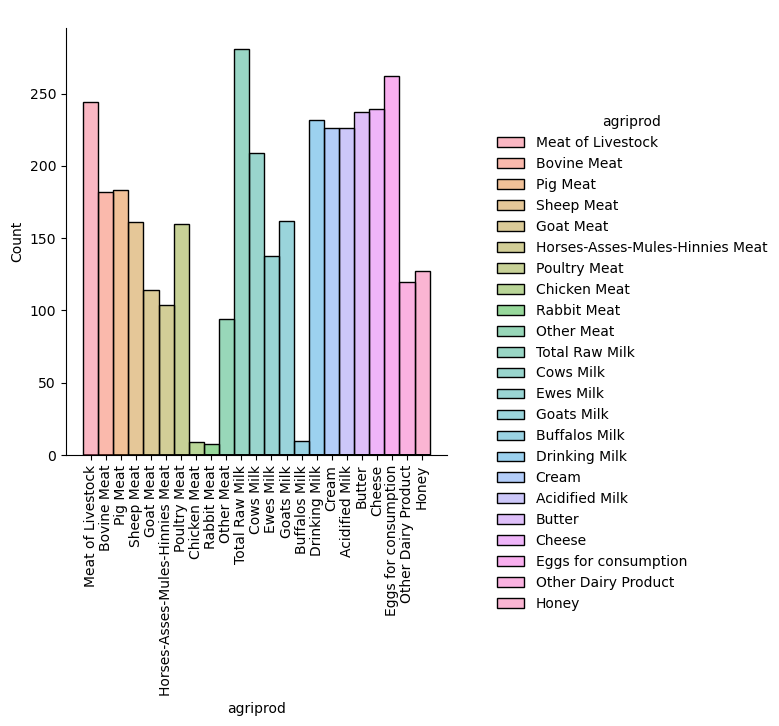 Count
250
200
150
100
50
0
Meat of Livestock
Bovine Meat
Pig Meat
Sheep Meat
Goat Meat
Horses-Asses-Mules-Hinnies Meat
Poultry Meat
Chicken Meat
Rabbit Meat
Other Meat
Total Raw Milk
Cows Milk
Ewes Milk
Goats Milk
Buffalos Milk
Drinking Milk
Cream
Acidified Milk
Butter
Cheese
Eggs for consumption
Other Dairy Product
Honey
agriprod
agriprod
Meat of Livestock
Bovine Meat
Pig Meat
Sheep Meat
Goat Meat
Horses-Asses-Mules-Hinnies Meat
Poultry Meat
Chicken Meat
Rabbit Meat
Other Meat
Total Raw Milk
Cows Milk
Ewes Milk
Goats Milk
Buffalos Milk
Drinking Milk
Cream
Acidified Milk
Butter
Cheese
Eggs for consumption
Other Dairy Product
Honey